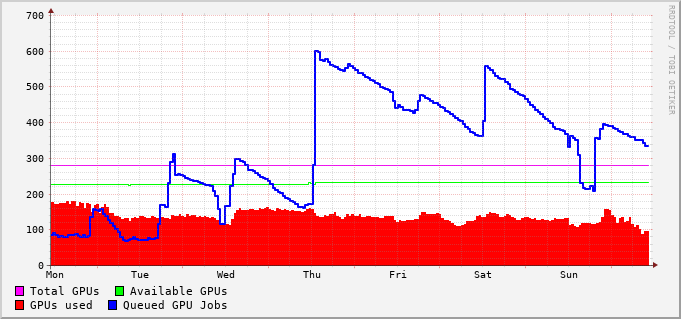 700
600
500
400
300
200
100
0
Mon Tue Wed Thu Fri Sat Sun
Total GPUs Available GPUs
GPUs used Queued GPU Jobs
RRDTOOL / TOBI OETIKER